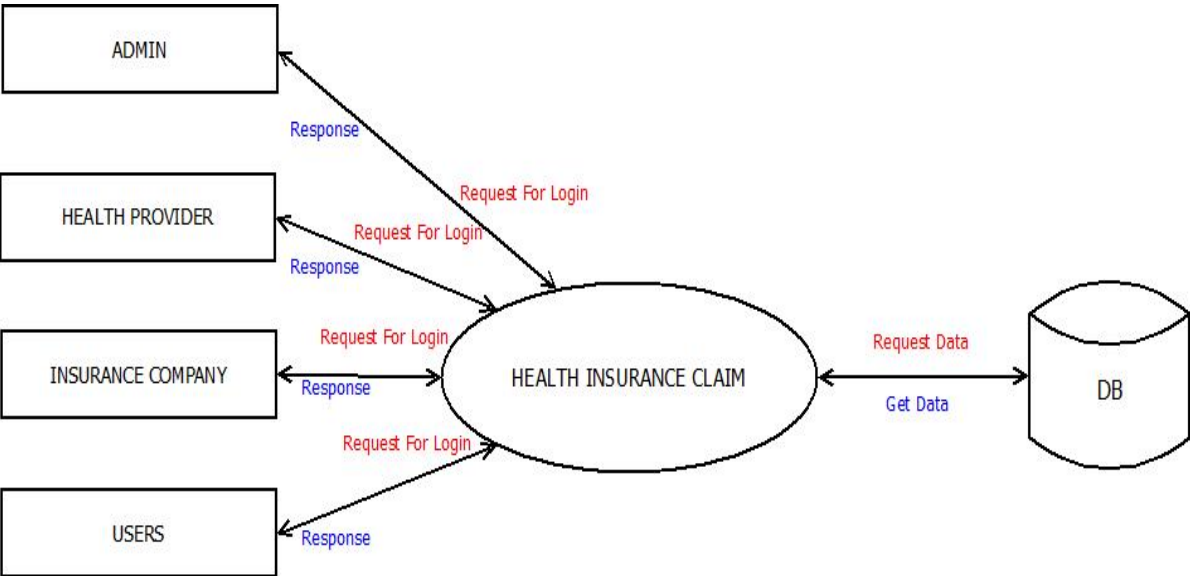 ADMIN
Response
Request For Login
HEALTH PROVIDER
Request For Login
Response
Request For Login
INSURANCE COMPANY
Response
HEALTH INSURANCE CLAIM
Request Data
Get Data
DB
Request For Login
USERS
Response